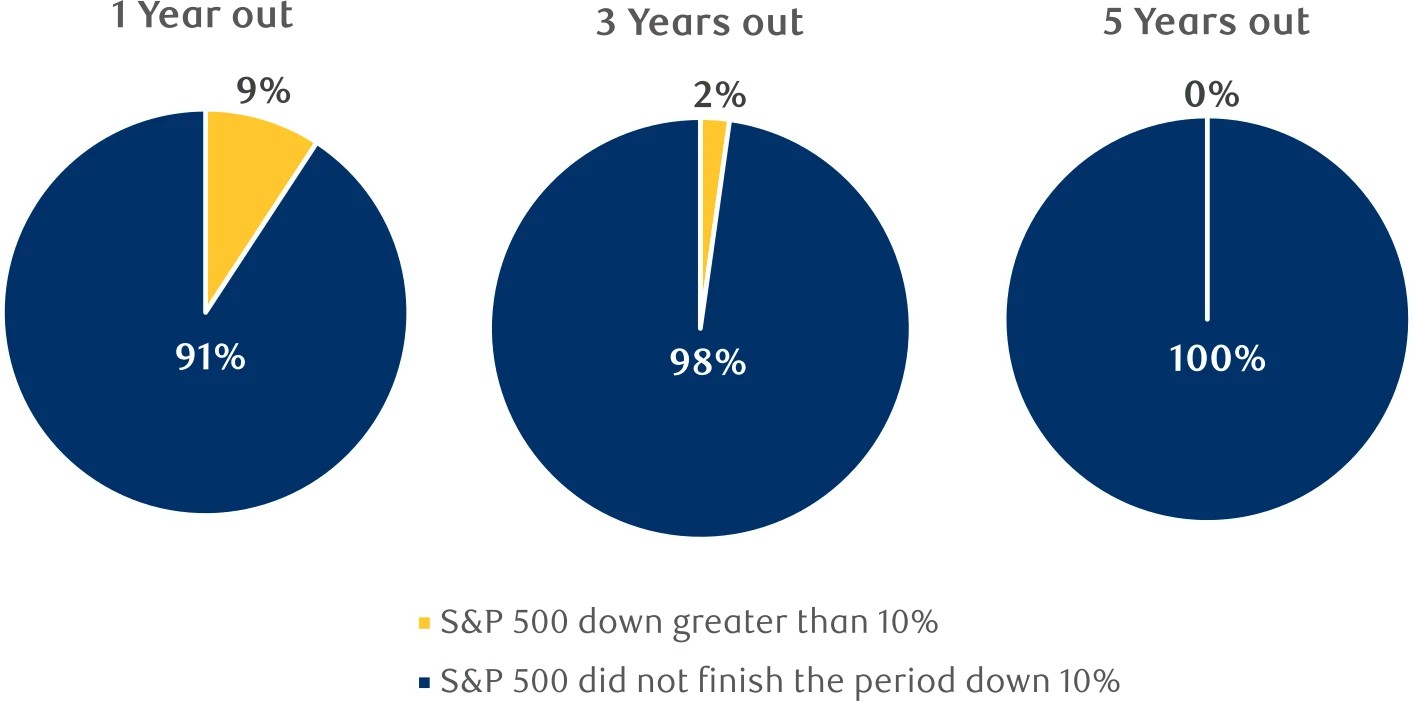 1 Year out
3 Years out
5 Years out
9%
2%
0%
91%
98%
100%
S&P 500 down greater than 10%
S&P 500 did not finish the period down 10%